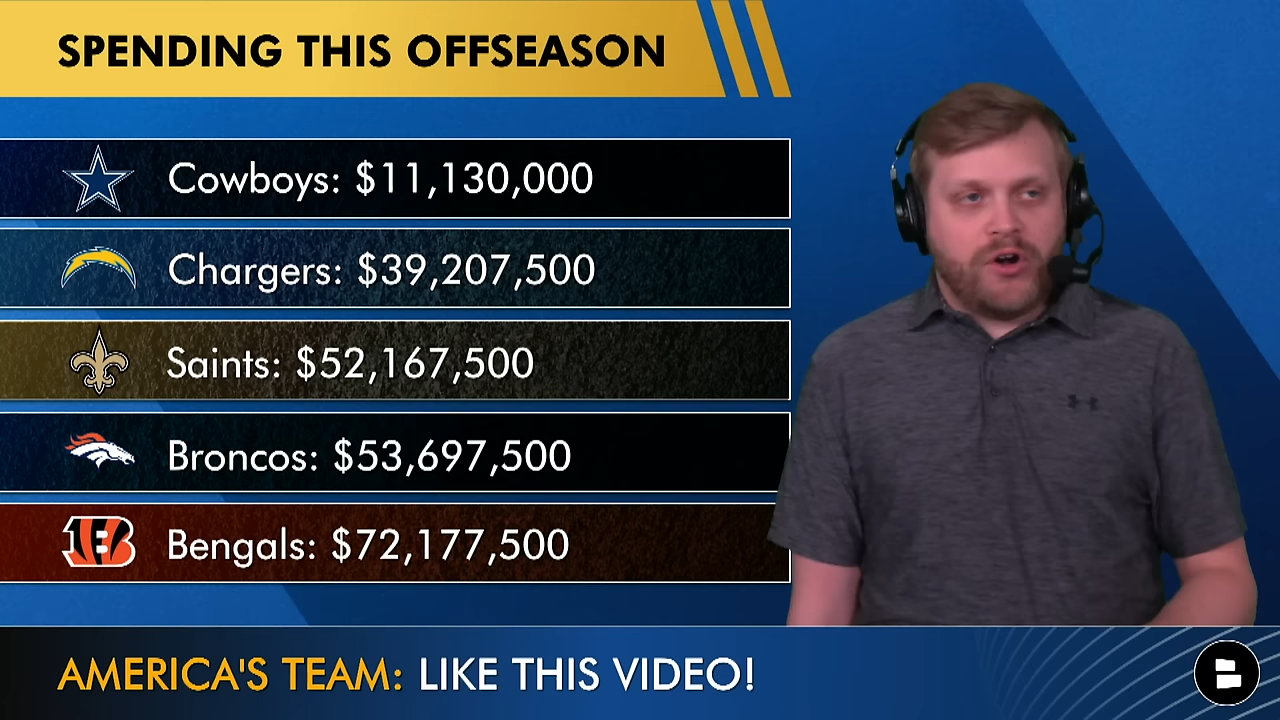 SPENDING THIS OFFSEASON
Cowboys: $11,130,000
Chargers: $39,207,500
Saints: $52,167,500
Broncos: $53,697,500
Bengals: $72,177,500
AMERICA'S TEAM: LIKE THIS VIDEO!